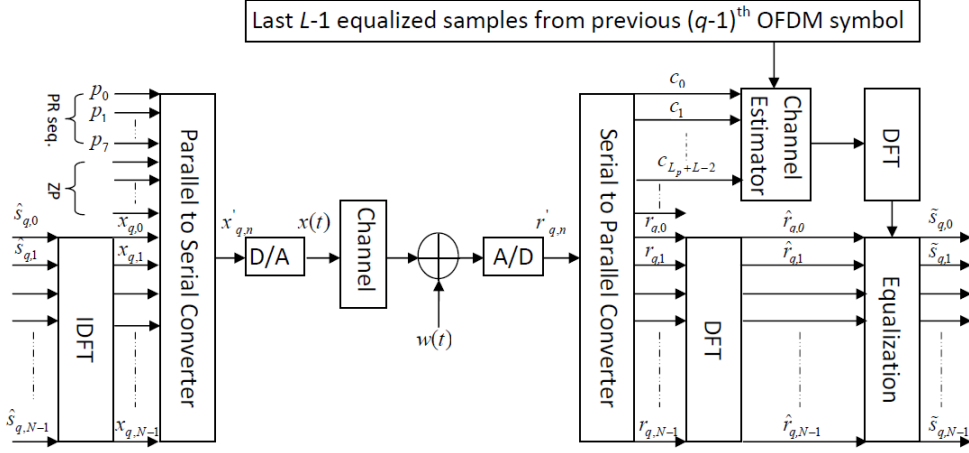 Last L-1 equalized samples from previous (q-1)th OFDM symbol
PR seq.
p0
p1
p7
ZP
ŝq,0
ŝq,1
ŝq,N−1
IDFT
xq,0
xq,1
xq,N−1
Parallel to Serial Converter
x'q,n
D/A
x(t)
Channel
w(t)
A/D
r'q,n
Serial to Parallel Converter
c0
c1
cLp+L−2
Channel Estimator
DFT
rq,0
rq,1
rq,N−1
DFT
r̂q,0
r̂q,1
r̂q,N−1
Equalization
s̃q,0
s̃q,1
s̃q,N−1